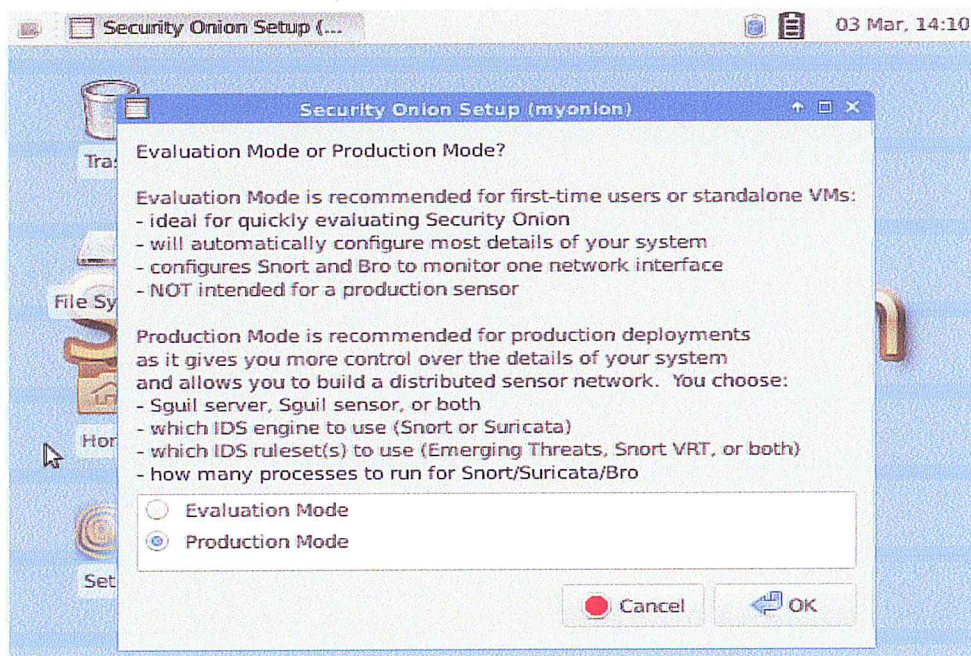 Security Onion Setup (...
03 Mar, 14:10
Security Onion Setup (myonion)
Evaluation Mode or Production Mode?
Evaluation Mode is recommended for first-time users or standalone VMs:
- ideal for quickly evaluating Security Onion
- will automatically configure most details of your system
- configures Snort and Bro to monitor one network interface
- NOT intended for a production sensor
Production Mode is recommended for production deployments
as it gives you more control over the details of your system
and allows you to build a distributed sensor network. You choose:
- Sguil server, Sguil sensor, or both
- which IDS engine to use (Snort or Suricata)
- which IDS ruleset(s) to use (Emerging Threats, Snort VRT, or both)
- how many processes to run for Snort/Suricata/Bro
Evaluation Mode
Production Mode
Cancel
OK
Tra
File Sy
Hor
Set
S
n